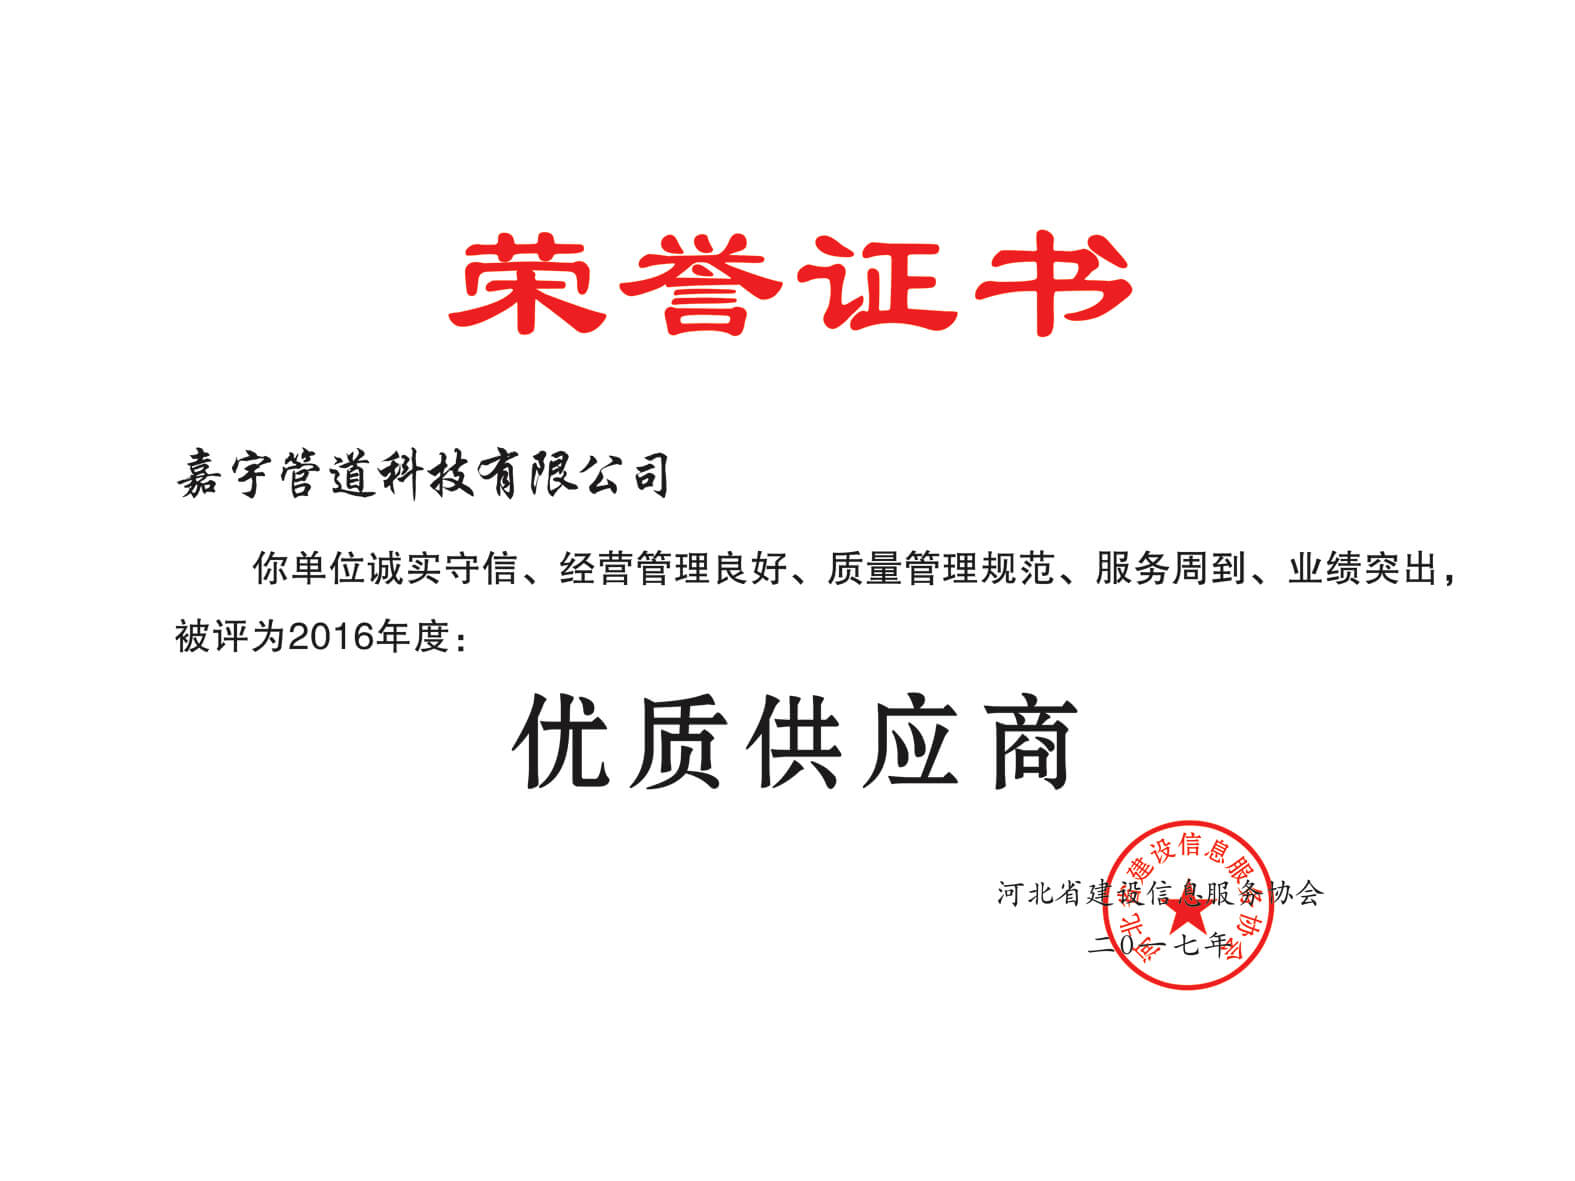 荣誉证书
嘉宇管道科技有限公司
你单位诚实守信、经营管理良好、质量管理规范、服务周到、业绩突出，
被评为2016年度：
优质供应商
河北省建设信息服务协会
河北省建设信息服务协会
二0一七年